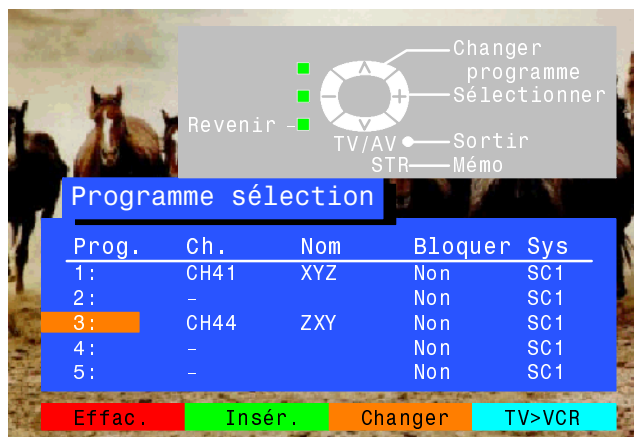 Changer
programme
Sélectionner
Revenir
TV/AV Sortir
STR Mémo
Programme sélection
Prog. Ch. Nom Bloquer Sys
1: CH41 XYZ Non SC1
2: – Non SC1
3: CH44 ZXY Non SC1
4: – Non SC1
5: – Non SC1
Effac. Insér. Changer TV>VCR